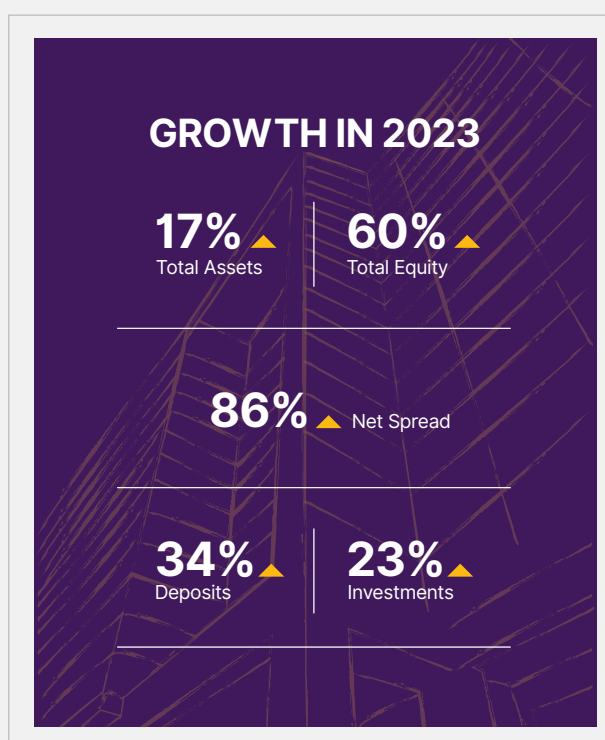 GROWTH IN 2023
17%
Total Assets
60%
Total Equity
86% Net Spread
34%
Deposits
23%
Investments